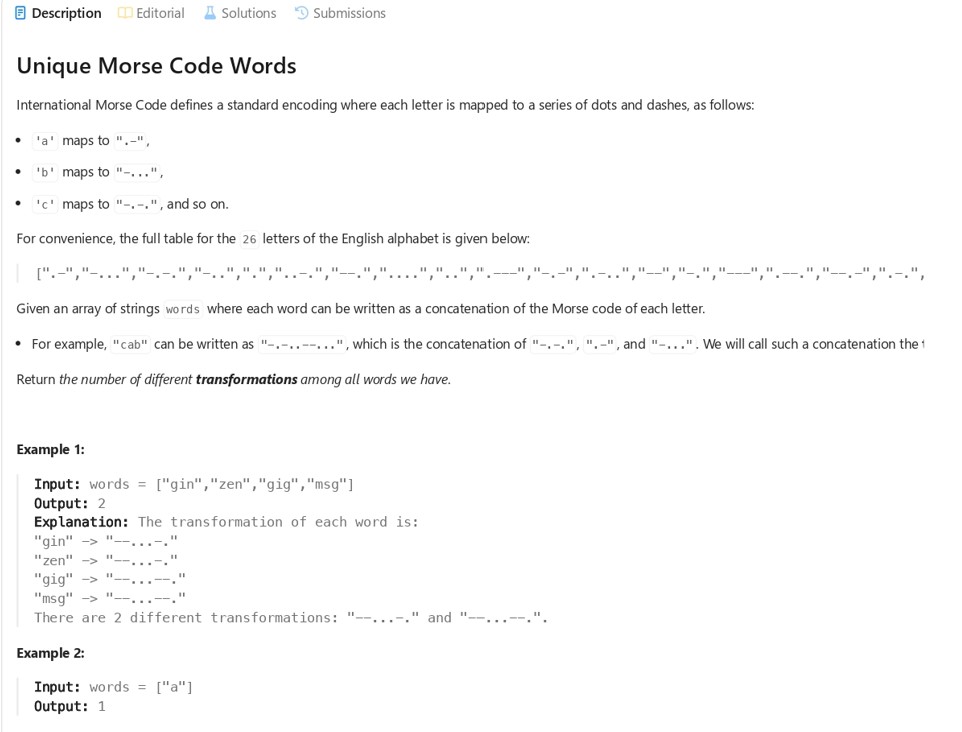 Description Editorial Solutions Submissions
Unique Morse Code Words
International Morse Code defines a standard encoding where each letter is mapped to a series of dots and dashes, as follows:
• 'a' maps to ".-",
• 'b' maps to "-...",
• 'c' maps to "-.-.", and so on.
For convenience, the full table for the 26 letters of the English alphabet is given below:
[".-","-...","-.-.","-..",".","..-.","--.","....","..",".---","-.-",".-..","--","-.","---",".--.","--.-",".-.",
Given an array of strings words where each word can be written as a concatenation of the Morse code of each letter.
• For example, "cab" can be written as "-.-..--...", which is the concatenation of "-.-.", ".-", and "-...". We will call such a concatenation the
Return the number of different transformations among all words we have.
Example 1:
Input: words = ["gin","zen","gig","msg"]
Output: 2
Explanation: The transformation of each word is:
"gin" -> "--...-."
"zen" -> "--...-."
"gig" -> "--...--."
"msg" -> "--...--."
There are 2 different transformations: "--...-." and "--...--.".
Example 2:
Input: words = ["a"]
Output: 1